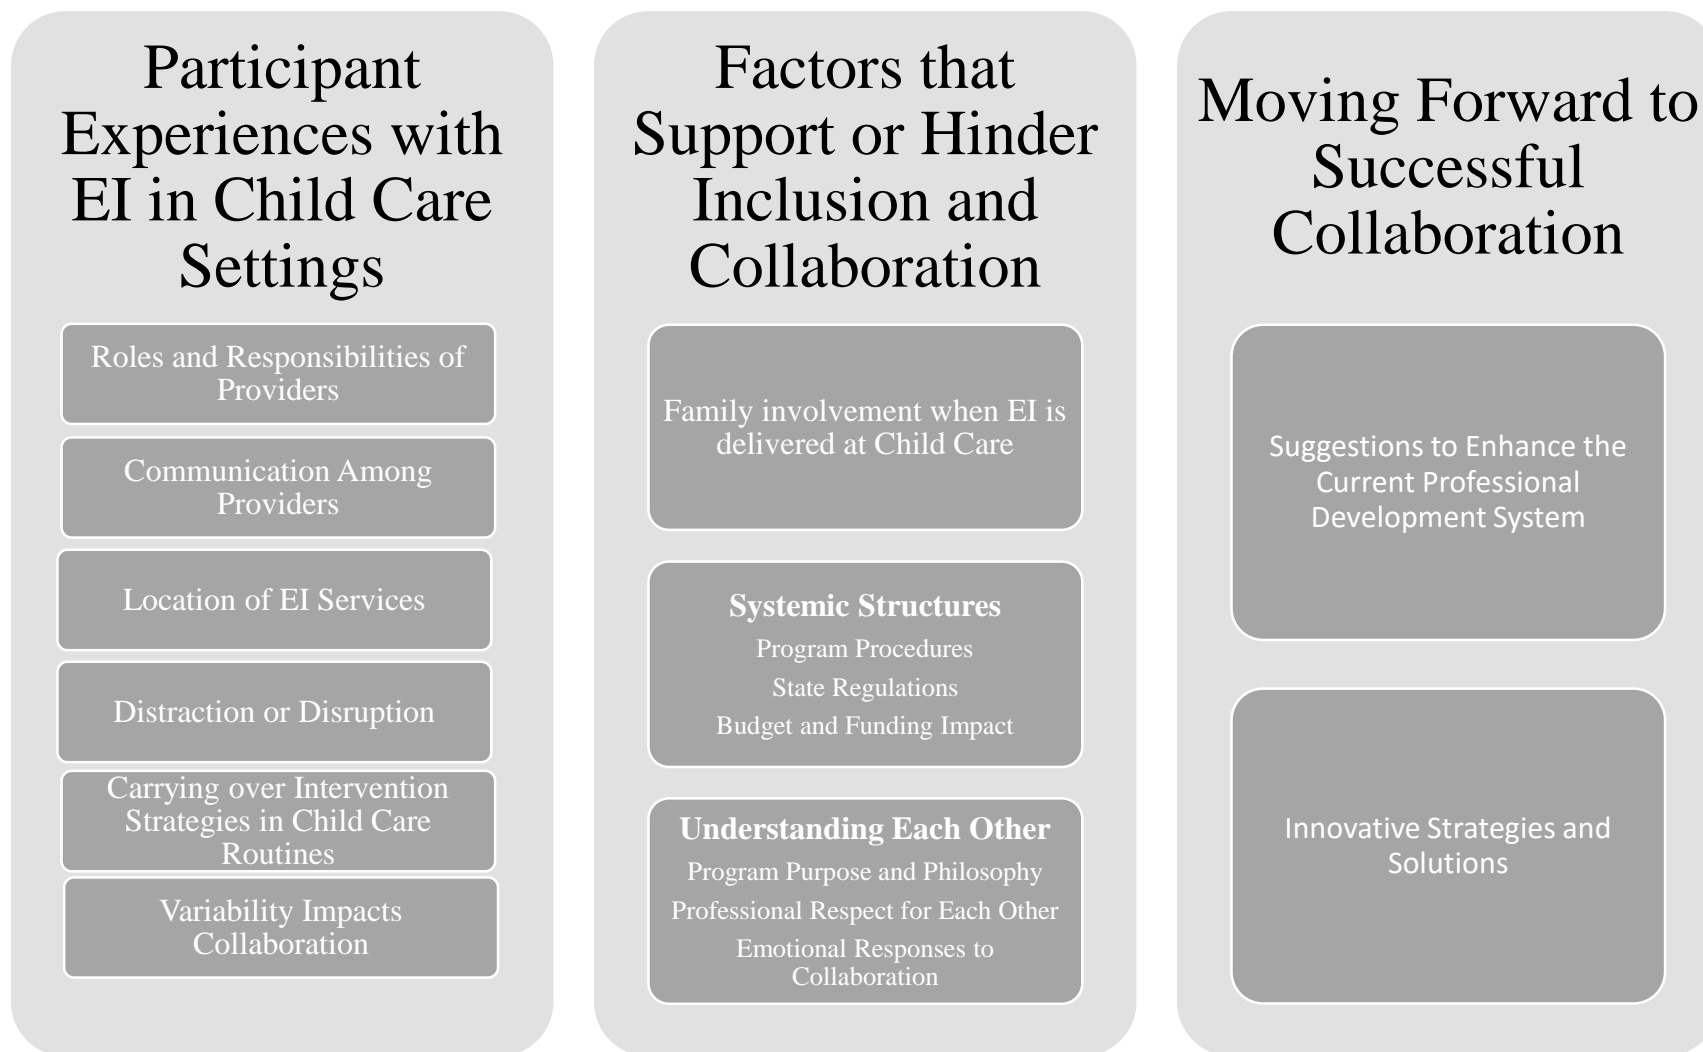 Participant
Experiences with
EI in Child Care
Settings
Roles and Responsibilities of
Providers
Communication Among
Providers
Location of EI Services
Distraction or Disruption
Carrying over Intervention
Strategies in Child Care
Routines
Variability Impacts
Collaboration
Factors that
Support or Hinder
Inclusion and
Collaboration
Family involvement when EI is
delivered at Child Care
Systemic Structures
Program Procedures
State Regulations
Budget and Funding Impact
Understanding Each Other
Program Purpose and Philosophy
Professional Respect for Each Other
Emotional Responses to
Collaboration
Moving Forward to
Successful
Collaboration
Suggestions to Enhance the
Current Professional
Development System
Innovative Strategies and
Solutions